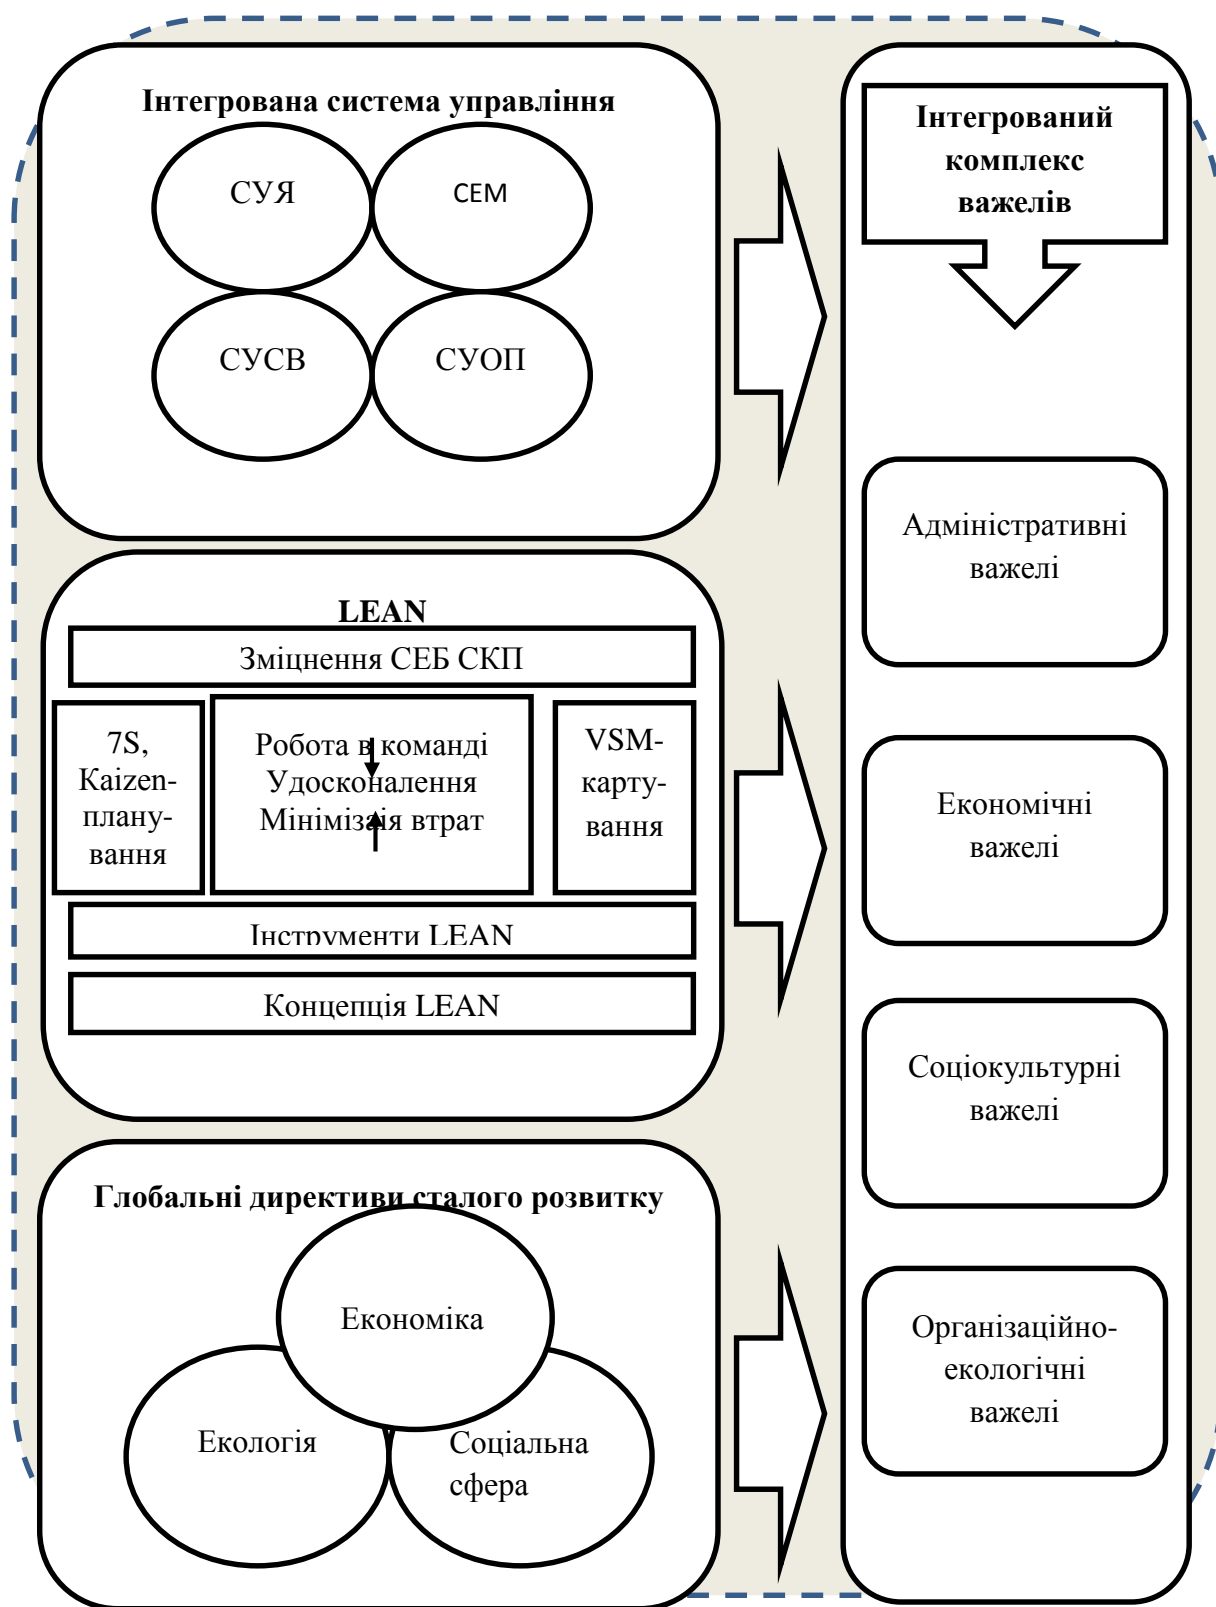 Інтегрована система управління
СУЯ
СЕМ
СУСВ
СУОП
LEAN
Зміцнення СЕБ СКП
7S,
Kaizen-
плану-
вання
Робота в команді
Удосконалення
Мінімізаія втрат
VSM-
карту-
вання
Інструменти LEAN
Концепція LEAN
Глобальні директиви сталого розвитку
Економіка
Екологія
Соціальна
сфера
Інтегрований
комплекс
важелів
Адміністративні
важелі
Економічні
важелі
Соціокультурні
важелі
Організаційно-
екологічні
важелі